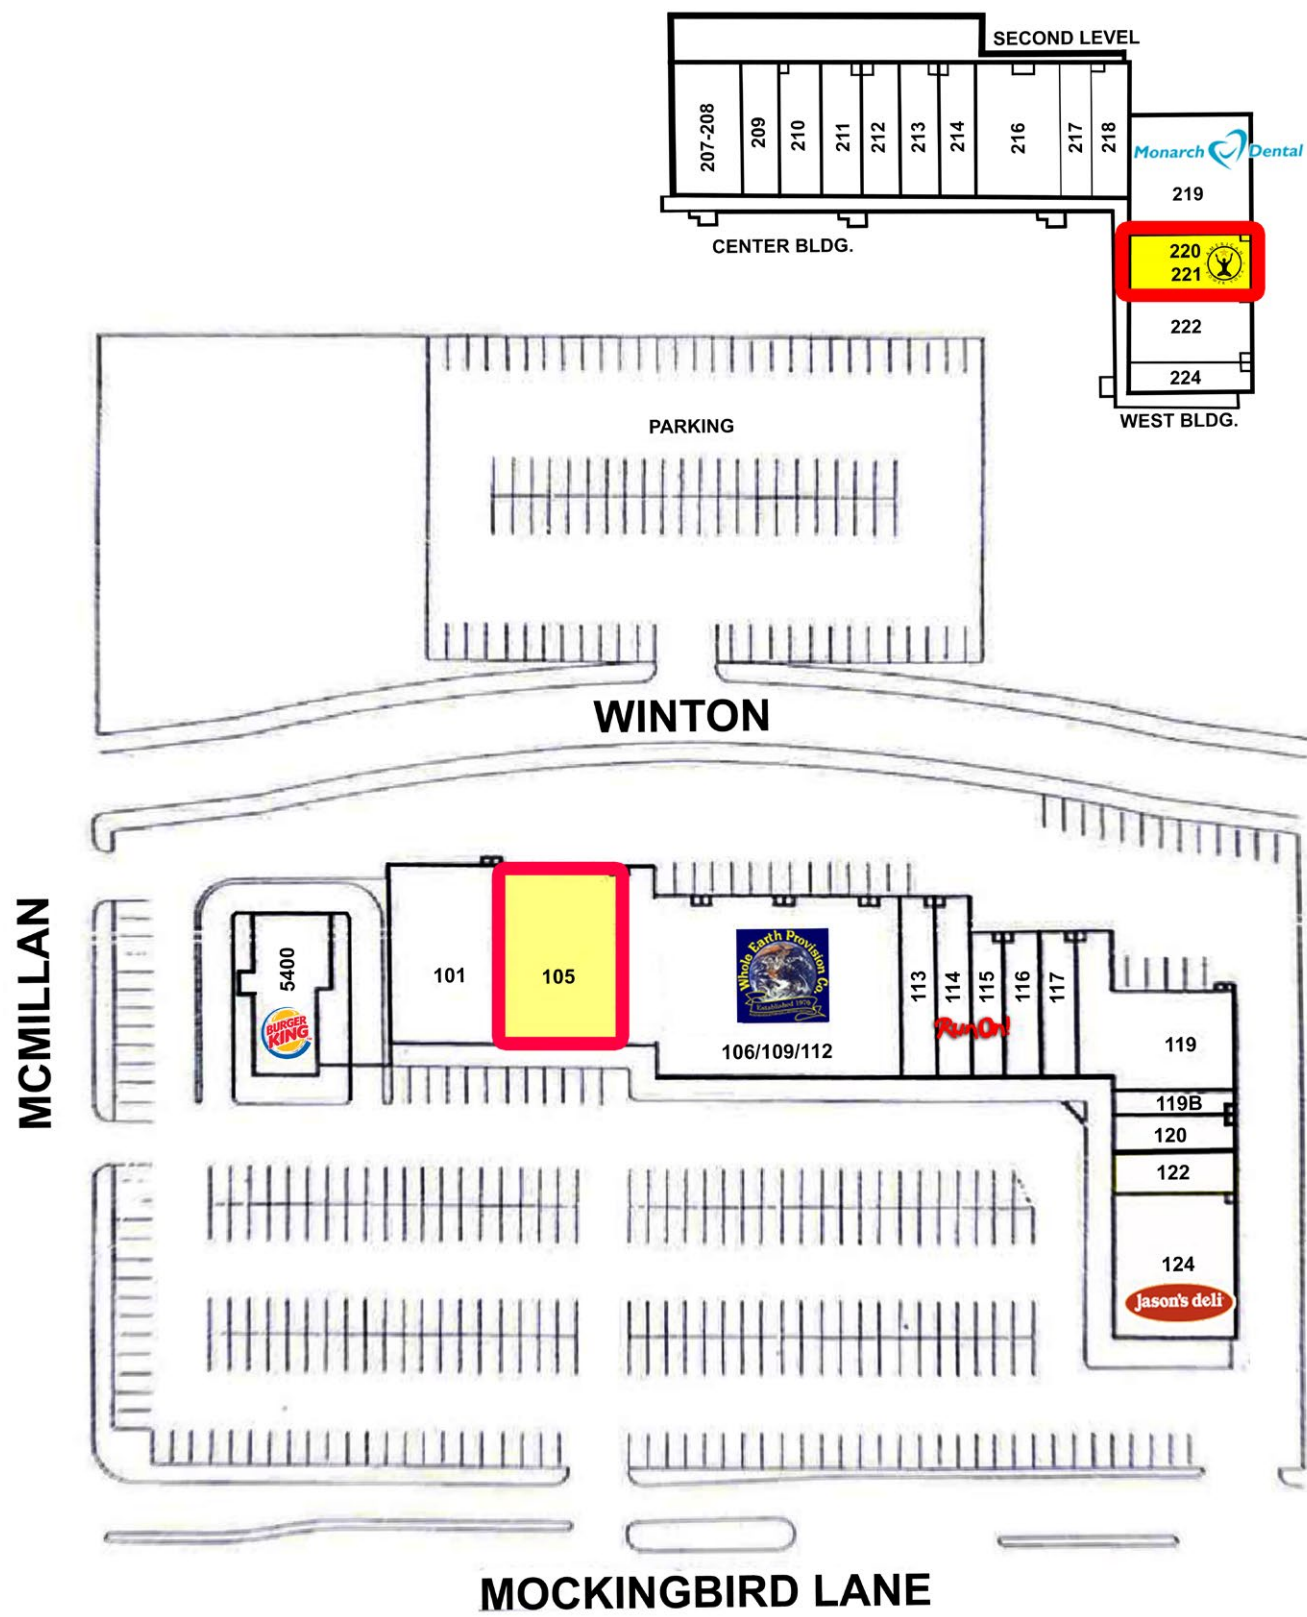 SECOND LEVEL
207-208
209
210
211
212
213
214
216
217
218
Monarch Dental
219
220
221
222
224
CENTER BLDG.
WEST BLDG.
PARKING
WINTON
MCMILLAN
5400
BURGER
KING
101
105
Whole Earth Provision Co.
Established 1970
106/109/112
113
114
115
116
117
RunOn!
119
119B
120
122
124
Jason's deli
MOCKINGBIRD LANE